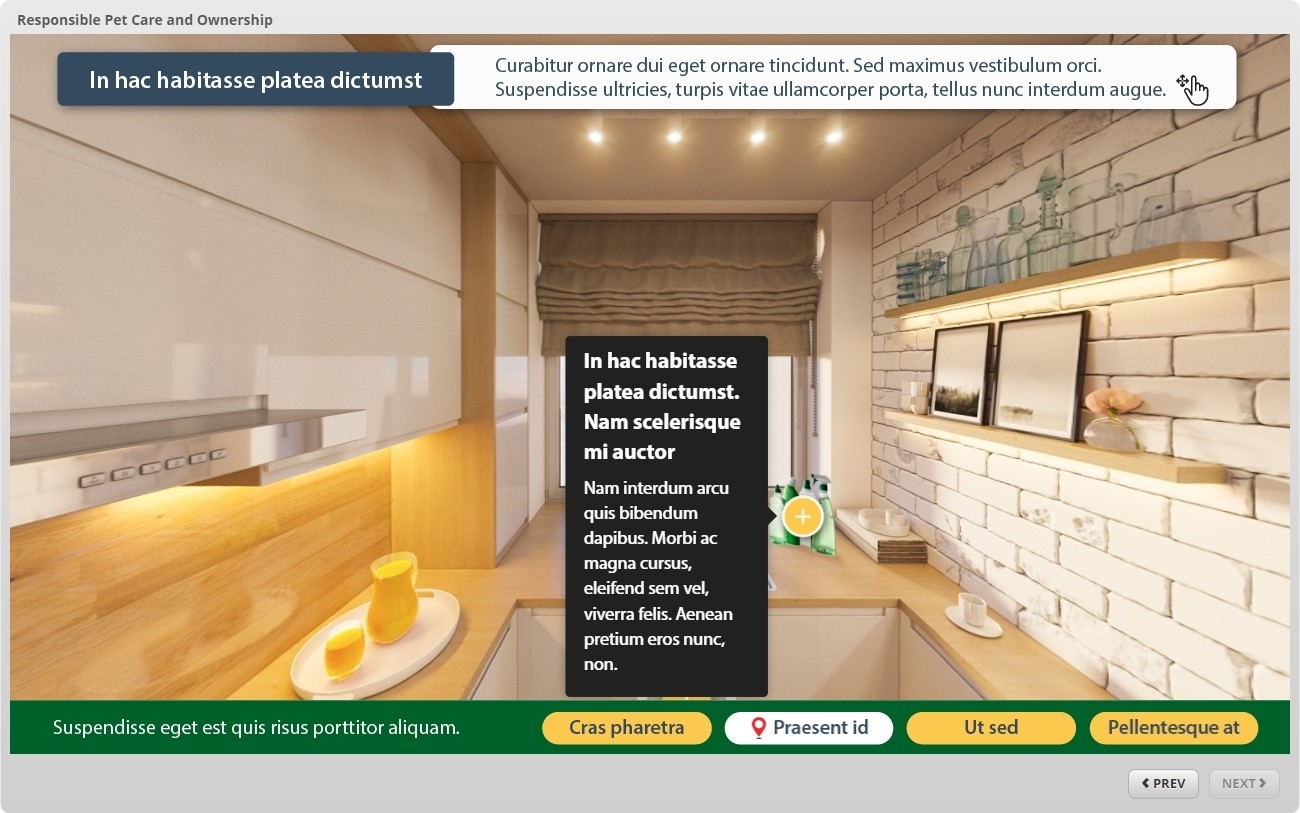 Responsible Pet Care and Ownership
In hac habitasse platea dictumst
Curabitur ornare dui eget ornare tincidunt. Sed maximus vestibulum orci.
Suspendisse ultricies, turpis vitae ullamcorper porta, tellus nunc interdum augue.
In hac habitasse
platea dictumst.
Nam scelerisque
mi auctor
Nam interdum arcu
quis bibendum
dapibus. Morbi ac
magna cursus,
eleifend sem vel,
viverra felis. Aenean
pretium eros nunc,
non.
Suspendisse eget est quis risus porttitor aliquam.
Cras pharetra
Praesent id
Ut sed
Pellentesque at
PREV
NEXT